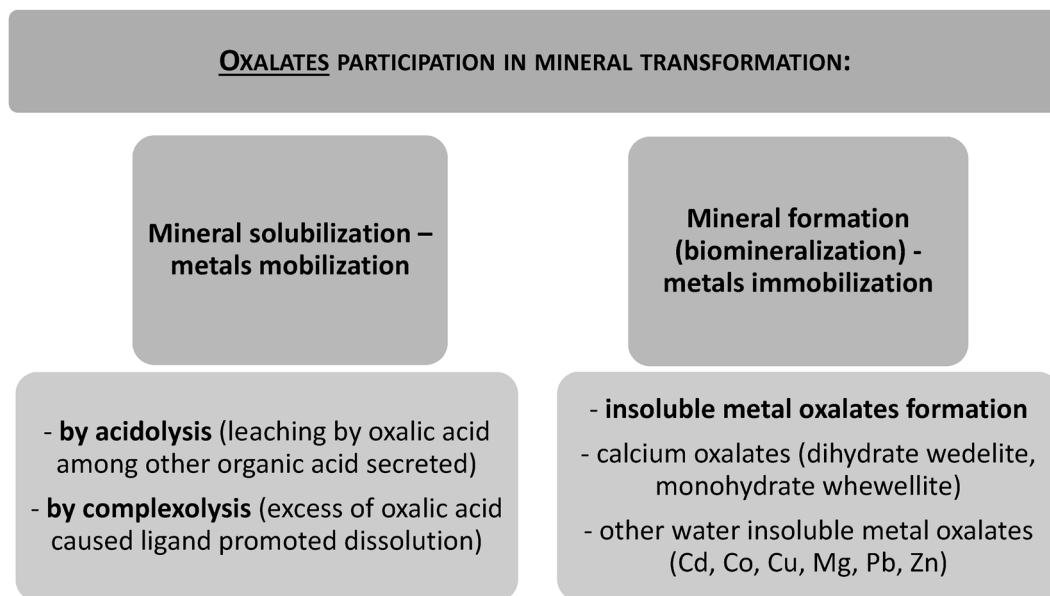 OXALATES PARTICIPATION IN MINERAL TRANSFORMATION:
Mineral solubilization –
metals mobilization
- by acidolysis (leaching by oxalic acid
among other organic acid secreted)
- by complexolysis (excess of oxalic acid
caused ligand promoted dissolution)
Mineral formation
(biomineralization) -
metals immobilization
- insoluble metal oxalates formation
- calcium oxalates (dihydrate wedelite,
monohydrate whewellite)
- other water insoluble metal oxalates
(Cd, Co, Cu, Mg, Pb, Zn)